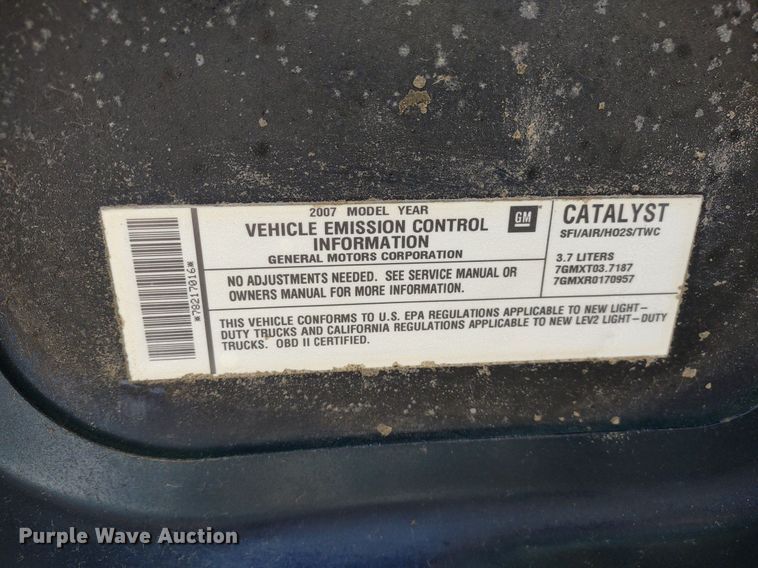 2007 MODEL YEAR
VEHICLE EMISSION CONTROL
INFORMATION
GENERAL MOTORS CORPORATION
GM
CATALYST
SFI/AIR/HO2S/TWC
3.7 LITERS
7GMXT03.7187
7GMXR0170957
NO ADJUSTMENTS NEEDED. SEE SERVICE MANUAL OR
OWNERS MANUAL FOR MORE INFORMATION.
THIS VEHICLE CONFORMS TO U.S. EPA REGULATIONS APPLICABLE TO NEW LIGHT-
DUTY TRUCKS AND CALIFORNIA REGULATIONS APPLICABLE TO NEW LEV2 LIGHT-DUTY
TRUCKS. OBD II CERTIFIED.
*78217016*
Purple Wave Auction